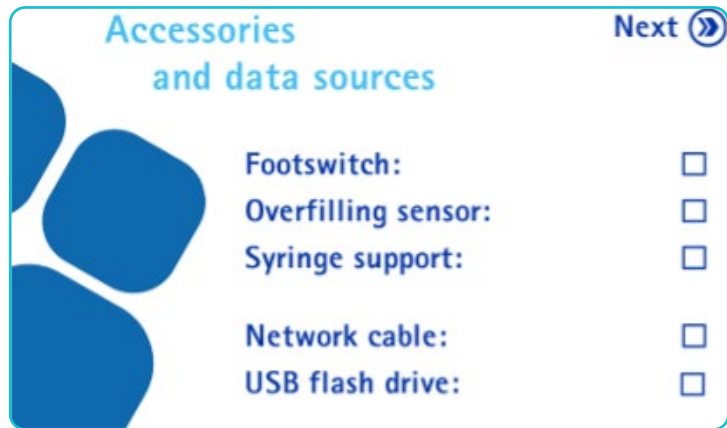 Accessories
and data sources
Next
Footswitch:
Overfilling sensor:
Syringe support:
Network cable:
USB flash drive: